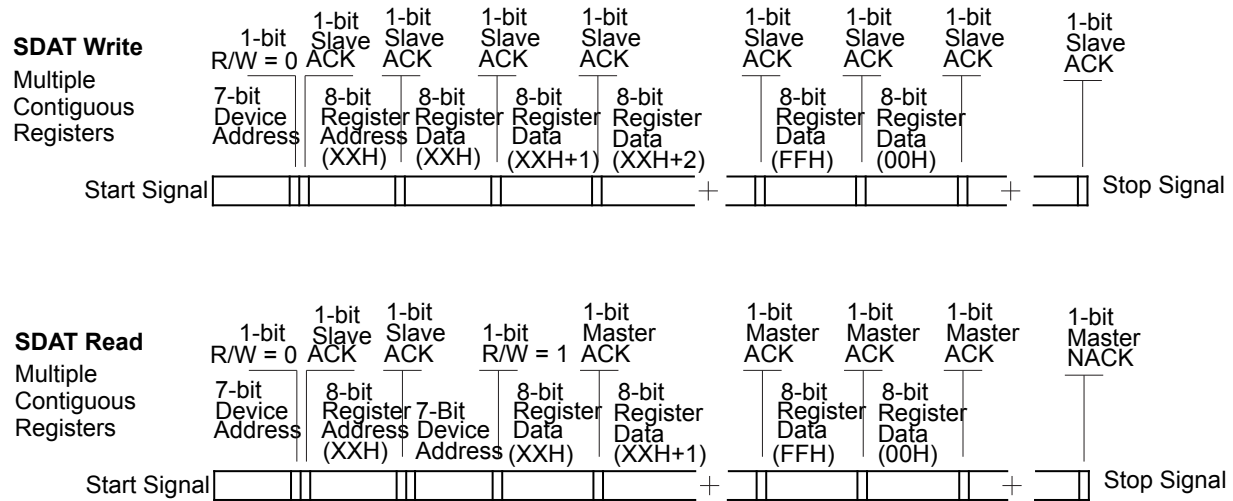 SDAT Write
Multiple
Contiguous
Registers
1-bit
R/W = 0
1-bit
Slave
ACK
1-bit
Slave
ACK
1-bit
Slave
ACK
1-bit
Slave
ACK
1-bit
Slave
ACK
1-bit
Slave
ACK
1-bit
Slave
ACK
1-bit
Slave
ACK
7-bit
Device
Address
8-bit
Register
Address
(XXH)
8-bit
Register
Data
(XXH)
8-bit
Register
Data
(XXH+1)
8-bit
Register
Data
(XXH+2)
8-bit
Register
Data
(FFH)
8-bit
Register
Data
(00H)
Start Signal
+
+
Stop Signal
SDAT Read
Multiple
Contiguous
Registers
1-bit
R/W = 0
1-bit
Slave
ACK
1-bit
Slave
ACK
1-bit
R/W = 1
1-bit
Master
ACK
1-bit
Master
ACK
1-bit
Master
ACK
1-bit
Master
ACK
1-bit
Master
NACK
7-bit
Device
Address
8-bit
Register
Address
(XXH)
7-Bit
Device
Address
8-bit
Register
Data
(XXH)
8-bit
Register
Data
(XXH+1)
8-bit
Register
Data
(FFH)
8-bit
Register
Data
(00H)
Start Signal
+
+
Stop Signal